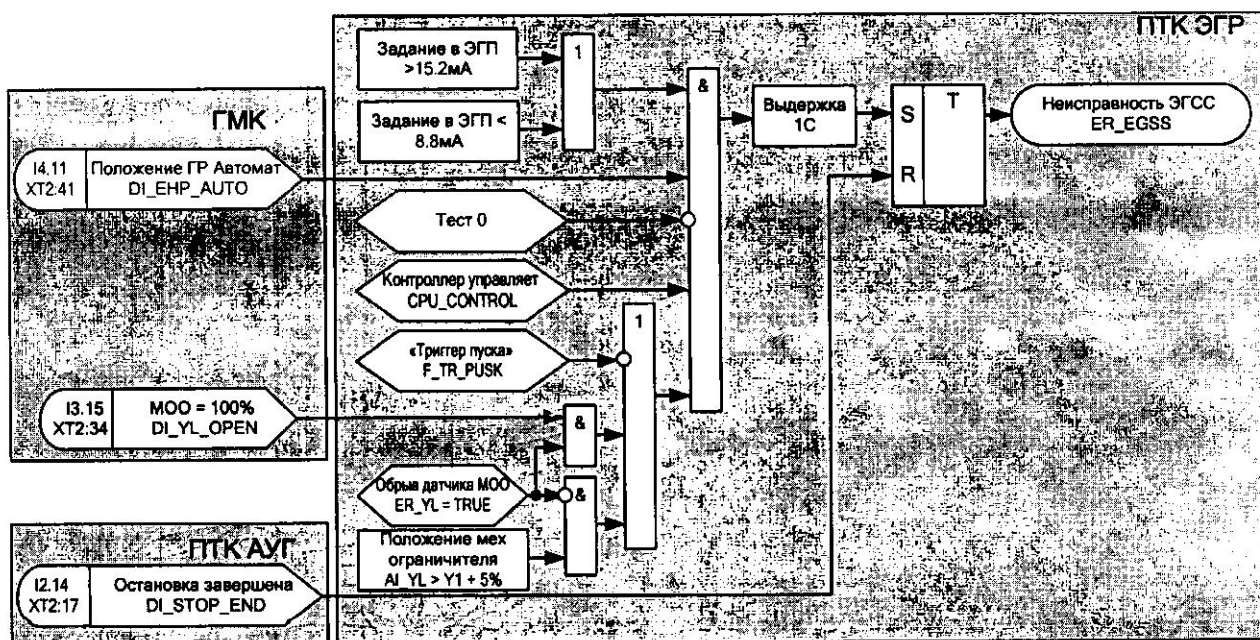 ПТК ЭГР
Задание в ЭГП
>15.2мА
1
&
Задание в ЭГП <
8.8мА
Выдержка
1С
S
T
R
Неисправность ЭГСС
ER_EGSS
ГМК
I4.11
XT2:41
Положение ГР Автомат
DI_EHP_AUTO
Тест 0
Контроллер управляет
CPU_CONTROL
1
«Триггер пуска»
F_TR_PUSK
I3.15
XT2:34
МОО = 100%
DI_YL_OPEN
&
Обрыв датчика МОО
ER_YL = TRUE
&
Положение мех
ограничителя
AI_YL > Y1 + 5%
ПТК АУГ
I2.14
XT2:17
Остановка завершена
DI_STOP_END